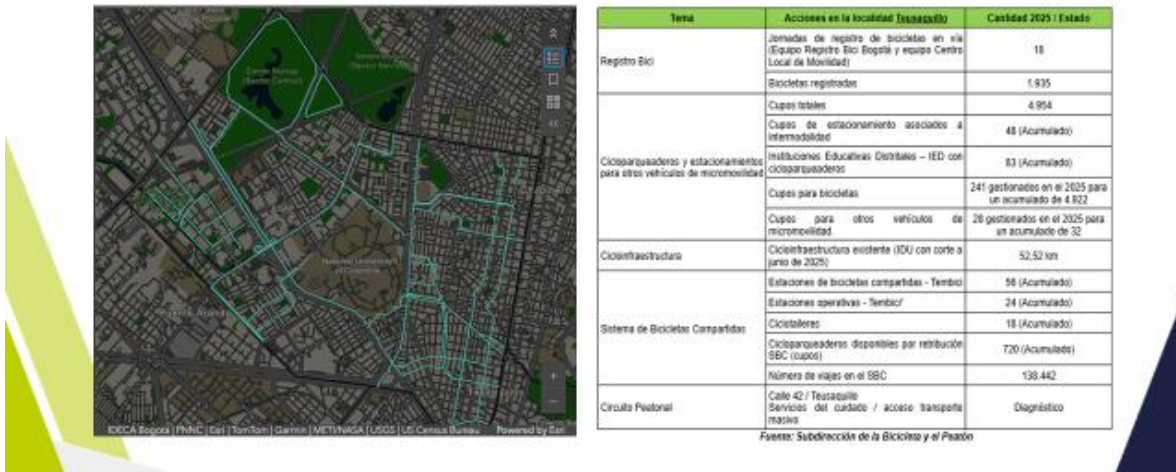 IDECA Bogota | PNNC | Esri | TomTom | Garmin | METI/NASA | USGS | US Census Bureau
Powered by Esri
Tema
Acciones en la localidad Teusaquillo
Cantidad 2025 / Estado
Registro Bici
Jornadas de registro de bicicletas en vía
(Equipo Registro Bici Bogotá y equipo Centro
Local de Movilidad)
18
Bicicletas registradas
1.935
Cicloparqueaderos y estacionamientos
para otros vehículos de micromovilidad
Cupos totales
4.954
Cupos de estacionamiento asociados a
intermodalidad
48 (Acumulado)
Instituciones Educativas Distritales – IED con
cicloparqueaderos
83 (Acumulado)
Cupos para bicicletas
241 gestionados en el 2025 para
un acumulado de 4.922
Cupos para otros vehículos de
micromovilidad
28 gestionados en el 2025 para
un acumulado de 32
Cicloinfraestructura
Cicloinfraestructura existente (IDU con corte a
junio de 2025)
52,52 km
Sistema de Bicicletas Compartidas
Estaciones de bicicletas compartidas - Tembici
56 (Acumulado)
Estaciones operativas - Tembici/
24 (Acumulado)
Ciclotalleres
18 (Acumulado)
Cicloparqueaderos disponibles por retribución
SBC (cupos)
720 (Acumulado)
Número de viajes en el SBC
138.442
Circuito Peatonal
Calle 42 / Teusaquillo
Servicios del cuidado / acceso transporte
masivo
Diagnóstico
Fuente: Subdirección de la Bicicleta y el Peatón